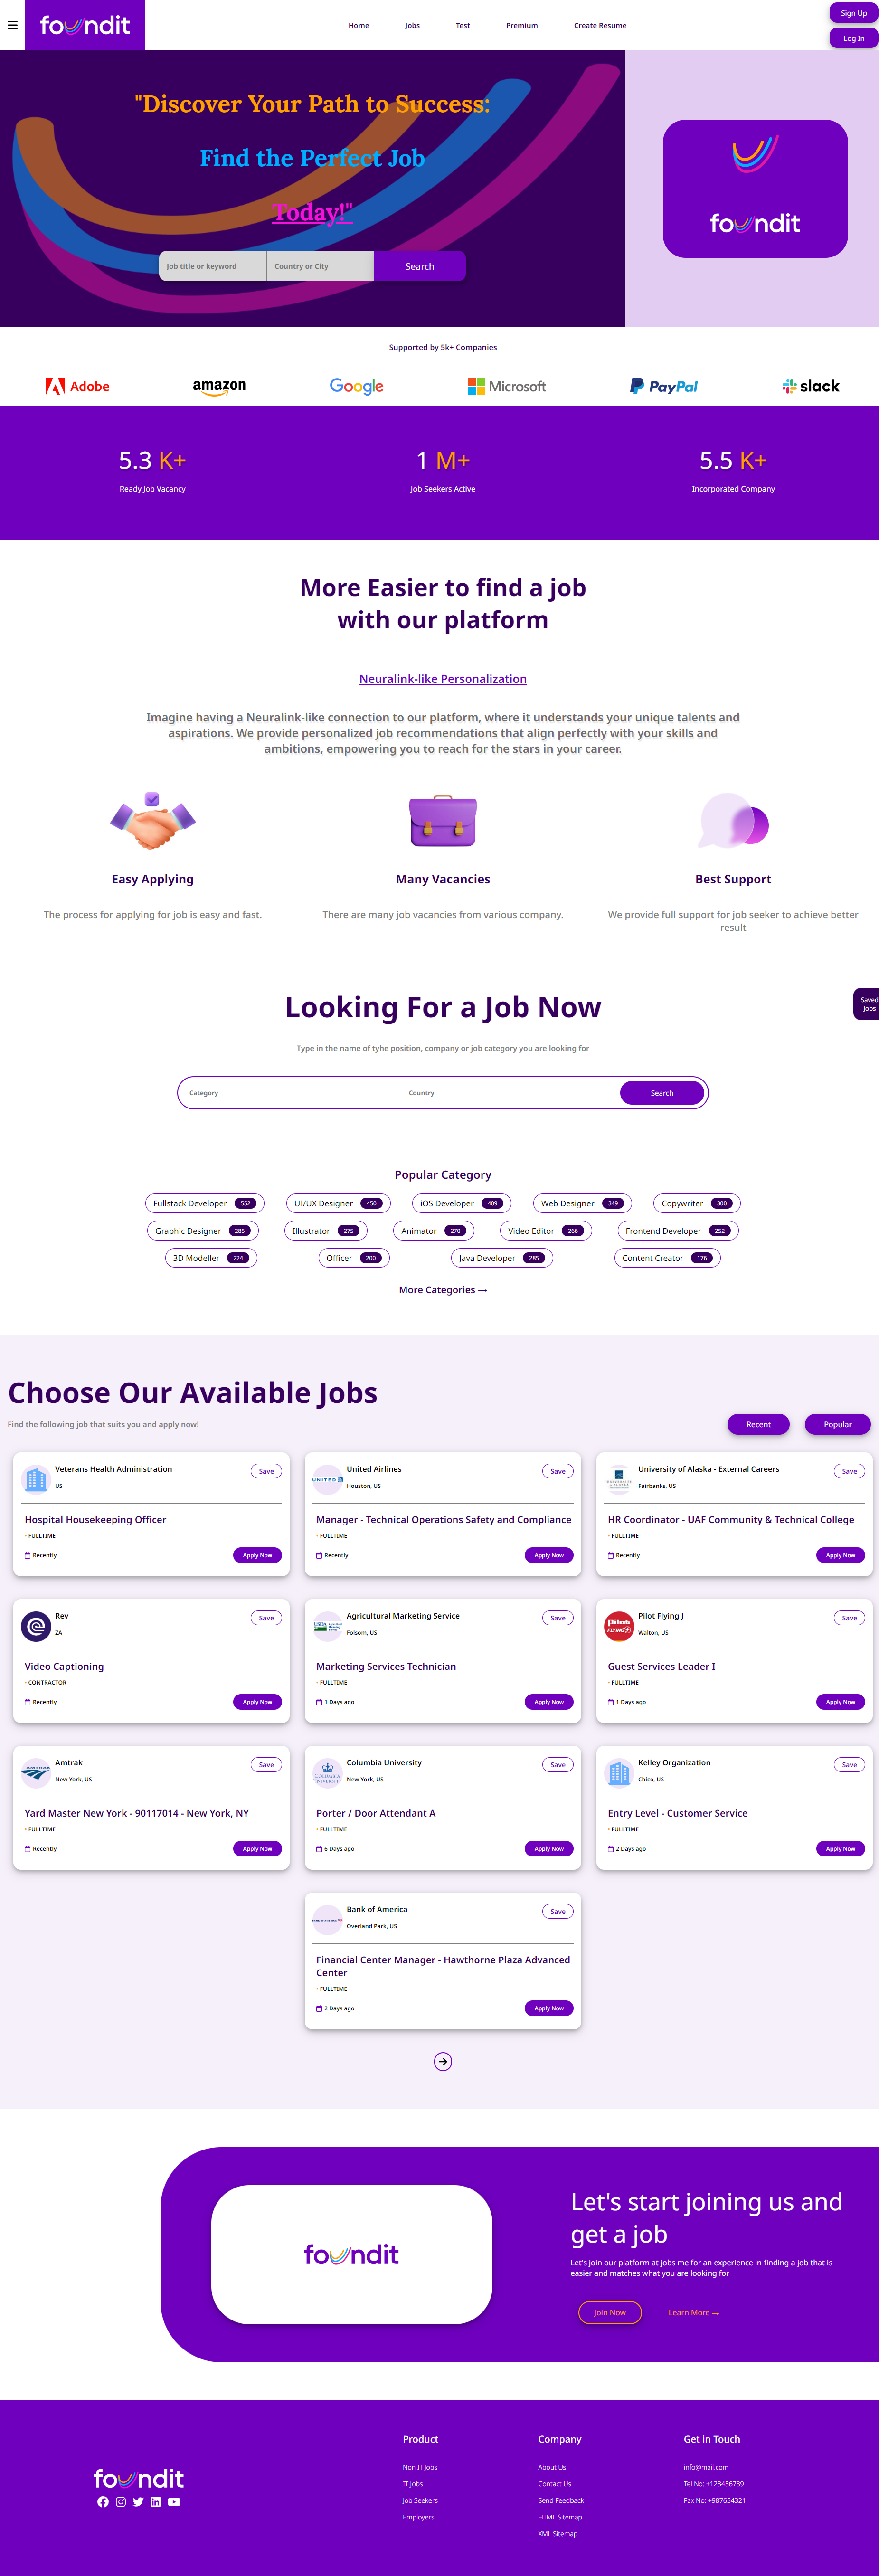 foundit
Home
Jobs
Test
Premium
Create Resume
Sign Up
Log In
"Discover Your Path to Success:
Find the Perfect Job
Today!"
Job title or keyword
Country or City
Search
foundit
Supported by 5k+ Companies
Adobe
amazon
Google
Microsoft
PayPal
slack
5.3 K+
Ready Job Vacancy
1 M+
Job Seekers Active
5.5 K+
Incorporated Company
More Easier to find a job
with our platform
Neuralink-like Personalization
Imagine having a Neuralink-like connection to our platform, where it understands your unique talents and
aspirations. We provide personalized job recommendations that align perfectly with your skills and
ambitions, empowering you to reach for the stars in your career.
Easy Applying
The process for applying for job is easy and fast.
Many Vacancies
There are many job vacancies from various company.
Best Support
We provide full support for job seeker to achieve better
result
Looking For a Job Now
Saved
Jobs
Type in the name of tyhe position, company or job category you are looking for
Category
Country
Search
Popular Category
Fullstack Developer 552
UI/UX Designer 450
iOS Developer 409
Web Designer 349
Copywriter 300
Graphic Designer 285
Illustrator 275
Animator 270
Video Editor 266
Frontend Developer 252
3D Modeller 224
Officer 200
Java Developer 285
Content Creator 176
More Categories →
Choose Our Available Jobs
Find the following job that suits you and apply now!
Recent
Popular
Veterans Health Administration
US
Save
Hospital Housekeeping Officer
· FULLTIME
Recently
Apply Now
UNITED
United Airlines
Houston, US
Save
Manager - Technical Operations Safety and Compliance
· FULLTIME
Recently
Apply Now
University of Alaska - External Careers
Fairbanks, US
Save
HR Coordinator - UAF Community & Technical College
· FULLTIME
Recently
Apply Now
Rev
ZA
Save
Video Captioning
· CONTRACTOR
Recently
Apply Now
USDA
Agricultural Marketing Service
Folsom, US
Save
Marketing Services Technician
· FULLTIME
1 Days ago
Apply Now
Pilot
FLYING J
Pilot Flying J
Walton, US
Save
Guest Services Leader I
· FULLTIME
1 Days ago
Apply Now
AMTRAK
Amtrak
New York, US
Save
Yard Master New York - 90117014 - New York, NY
· FULLTIME
Recently
Apply Now
Columbia University
New York, US
Save
Porter / Door Attendant A
· FULLTIME
6 Days ago
Apply Now
Kelley Organization
Chico, US
Save
Entry Level - Customer Service
· FULLTIME
2 Days ago
Apply Now
Bank of America
Overland Park, US
Save
Financial Center Manager - Hawthorne Plaza Advanced
Center
· FULLTIME
2 Days ago
Apply Now
foundit
Let's start joining us and
get a job
Let's join our platform at jobs me for an experience in finding a job that is
easier and matches what you are looking for
Join Now
Learn More →
foundit
Product
Non IT Jobs
IT Jobs
Job Seekers
Employers
Company
About Us
Contact Us
Send Feedback
HTML Sitemap
XML Sitemap
Get in Touch
info@mail.com
Tel No: +123456789
Fax No: +987654321